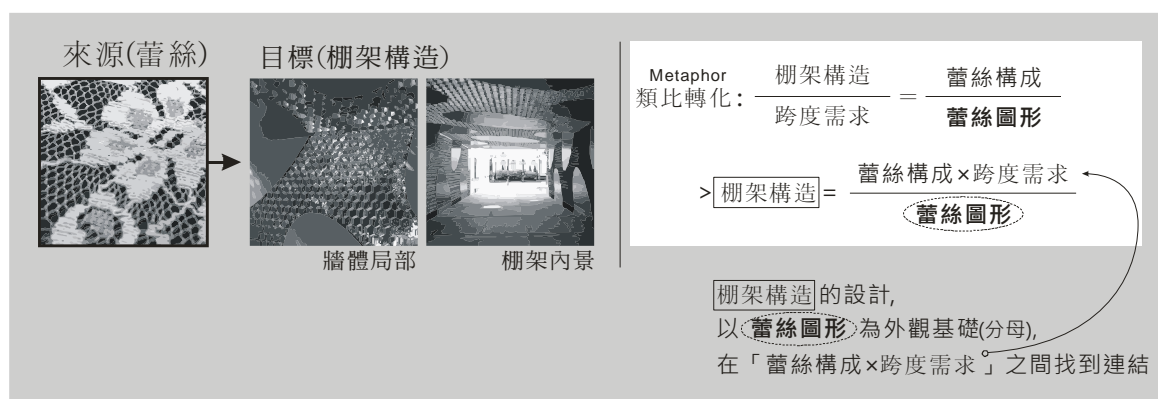 來源(蕾絲)
目標(棚架構造)
牆體局部
棚架內景
Metaphor
類比轉化:
棚架構造
跨度需求
=
蕾絲構成
蕾絲圖形
>棚架構造=
蕾絲構成×跨度需求
蕾絲圖形
棚架構造的設計,
以蕾絲圖形為外觀基礎(分母),
在「蕾絲構成×跨度需求」之間找到連結